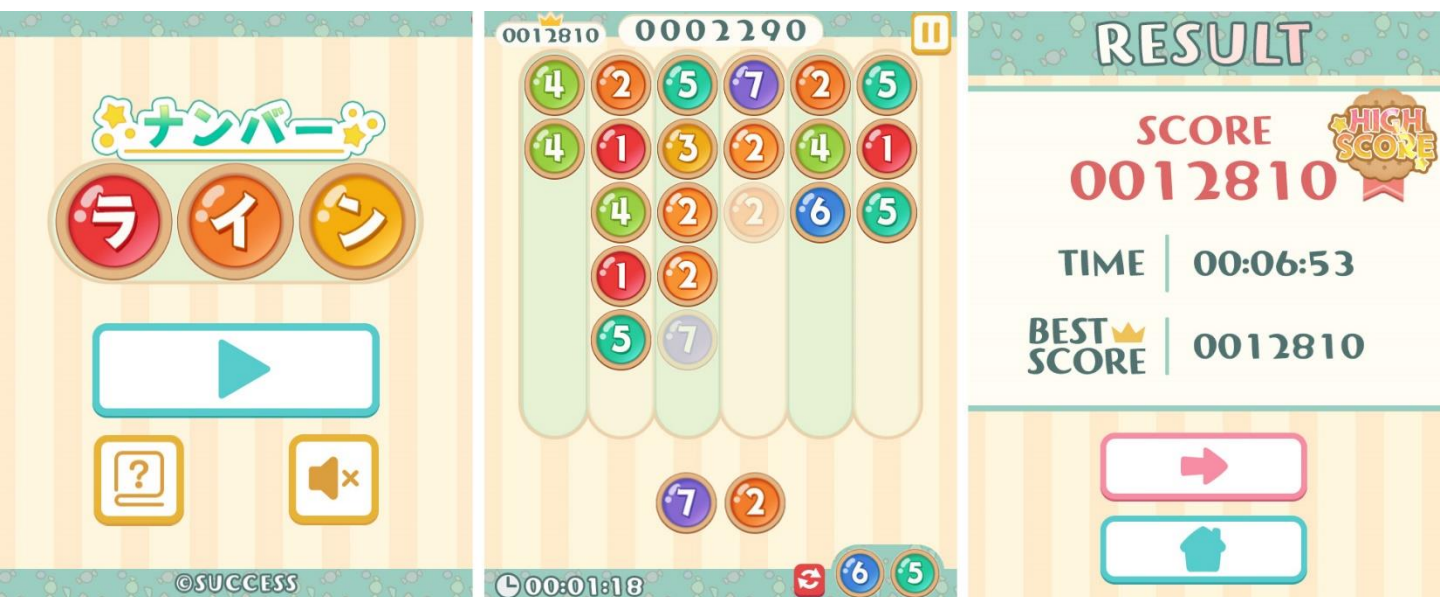 ナンバー
ライン
?
©SUCCESS
0012810 0002290
4 2 5 7 2 5
4 1 3 2 4 1
4 2 2 6 5
1 2
5 7
7 2
00:01:18 6 5
RESULT
SCORE
HIGH
SCORE
0012810
TIME 00:06:53
BEST
SCORE 0012810